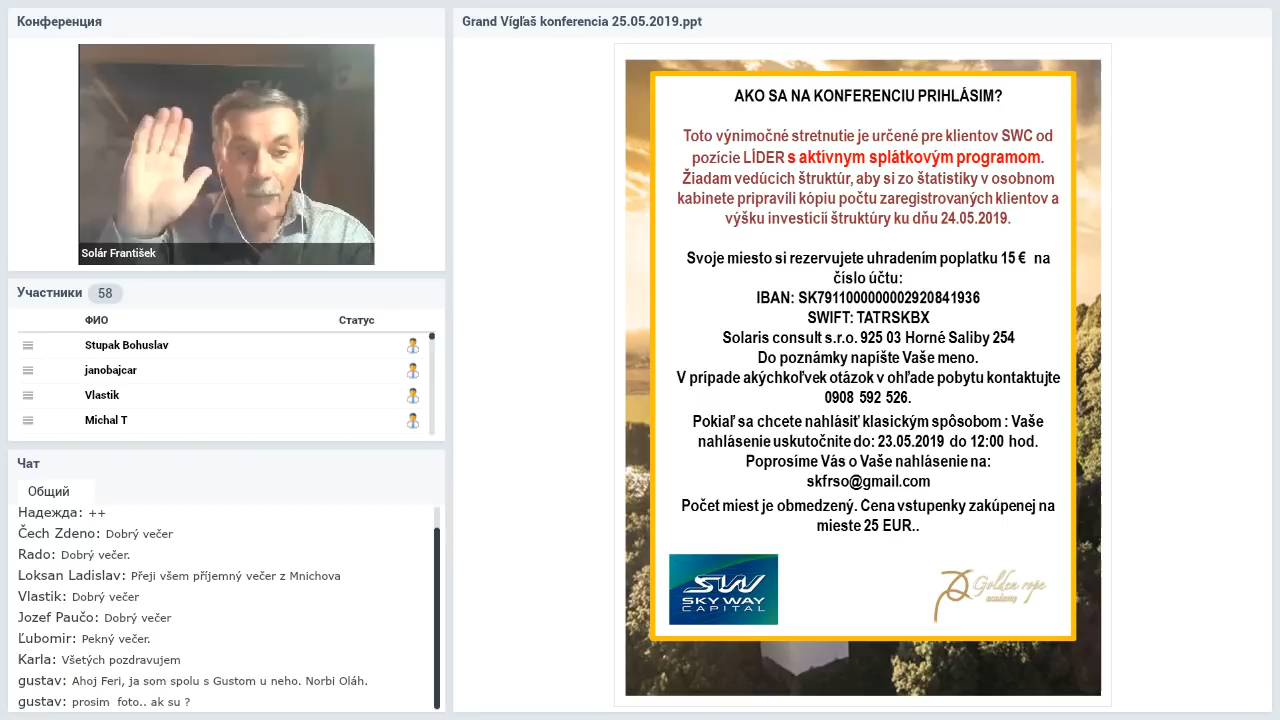 Конференция
Solár František
Участники 58
ФИО Статус
Stupak Bohuslav
janobajcar
Vlastik
Michal T
Чат
Общий
Надежда: ++
Čech Zdeno: Dobrý večer
Rado: Dobrý večer.
Loksan Ladislav: Přeji všem příjemný večer z Mnichova
Vlastik: Dobrý večer
Jozef Paučo: Dobrý večer
Ľubomir: Pekný večer.
Karla: Všetých pozdravujem
gustav: Ahoj Feri, ja som spolu s Gustom u neho. Norbi Oláh.
gustav: prosim foto.. ak su ?
Grand Vígľaš konferencia 25.05.2019.ppt
AKO SA NA KONFERENCIU PRIHLÁSIM?
Toto výnimočné stretnutie je určené pre klientov SWC od
pozície LÍDER s aktívnym splátkovým programom.
Žiadam vedúcich štruktúr, aby si zo štatistiky v osobnom
kabinete pripravili kópiu počtu zaregistrovaných klientov a
výšku investícií štruktúry ku dňu 24.05.2019.
Svoje miesto si rezervujete uhradením poplatku 15 € na
číslo účtu:
IBAN: SK7911000000002920841936
SWIFT: TATRSKBX
Solaris consult s.r.o. 925 03 Horné Saliby 254
Do poznámky napíšte Vaše meno.
V prípade akýchkoľvek otázok v ohľade pobytu kontaktujte
0908 592 526.
Pokiaľ sa chcete nahlásiť klasickým spôsobom : Vaše
nahlásenie uskutočnite do: 23.05.2019 do 12:00 hod.
Poprosíme Vás o Vaše nahlásenie na:
skfrso@gmail.com
Počet miest je obmedzený. Cena vstupenky zakúpenej na
mieste 25 EUR..
SW
SKY WAY
CAPITAL
Golden rope
academy